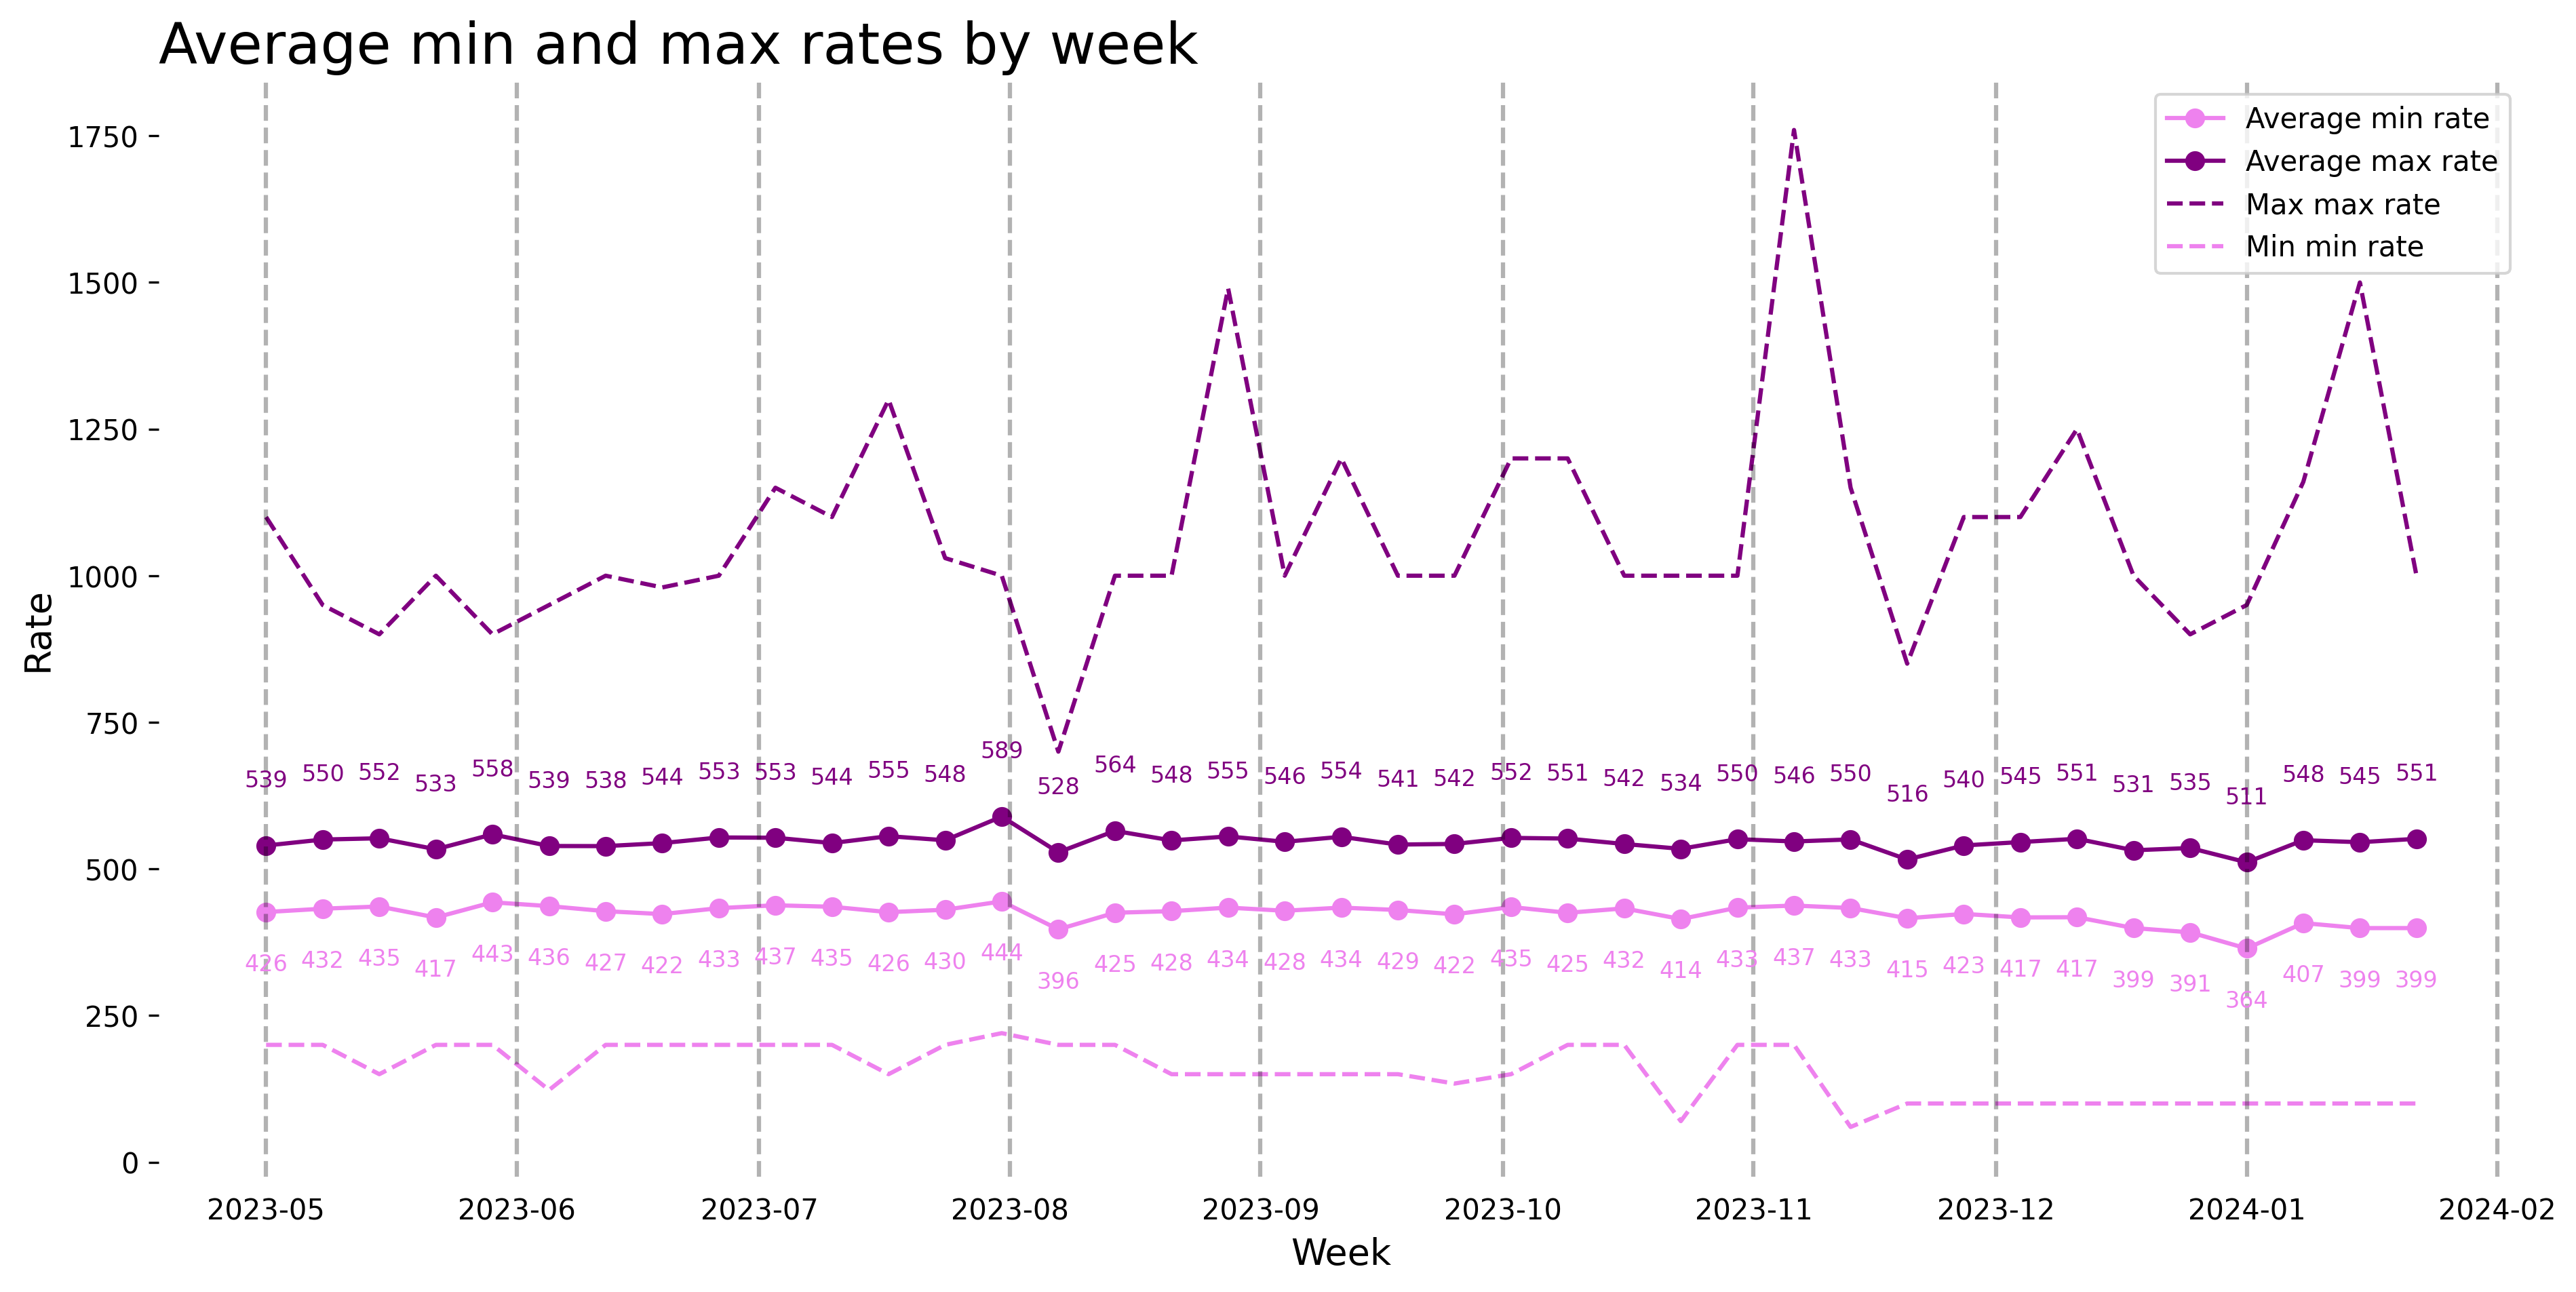 Average min and max rates by week
Average min rate
Average max rate
Max max rate
Min min rate
Rate
1750
1500
1250
1000
750
500
250
0
539 550 552 533 558 539 538 544 553 553 544 555 548 589 528 564 548 555 546 554 541 542 552 551 542 534 550 546 550 516 540 545 551 531 535 511 548 545 551
426 432 435 417 443 436 427 422 433 437 435 426 430 444 396 425 428 434 428 434 429 422 435 425 432 414 433 437 433 415 423 417 417 399 391 364 407 399 399
2023-05 2023-06 2023-07 2023-08 2023-09 2023-10 2023-11 2023-12 2024-01 2024-02
Week